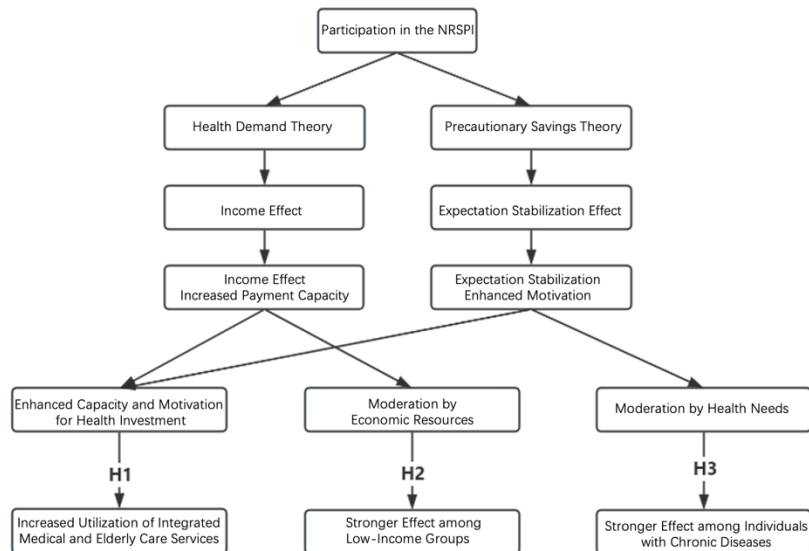 Participation in the NRSPI
Health Demand Theory
Precautionary Savings Theory
Income Effect
Expectation Stabilization Effect
Income Effect
Increased Payment Capacity
Expectation Stabilization
Enhanced Motivation
Enhanced Capacity and Motivation
for Health Investment
Moderation by
Economic Resources
Moderation by Health Needs
H1
H2
H3
Increased Utilization of Integrated
Medical and Elderly Care Services
Stronger Effect among
Low-Income Groups
Stronger Effect among Individuals
with Chronic Diseases